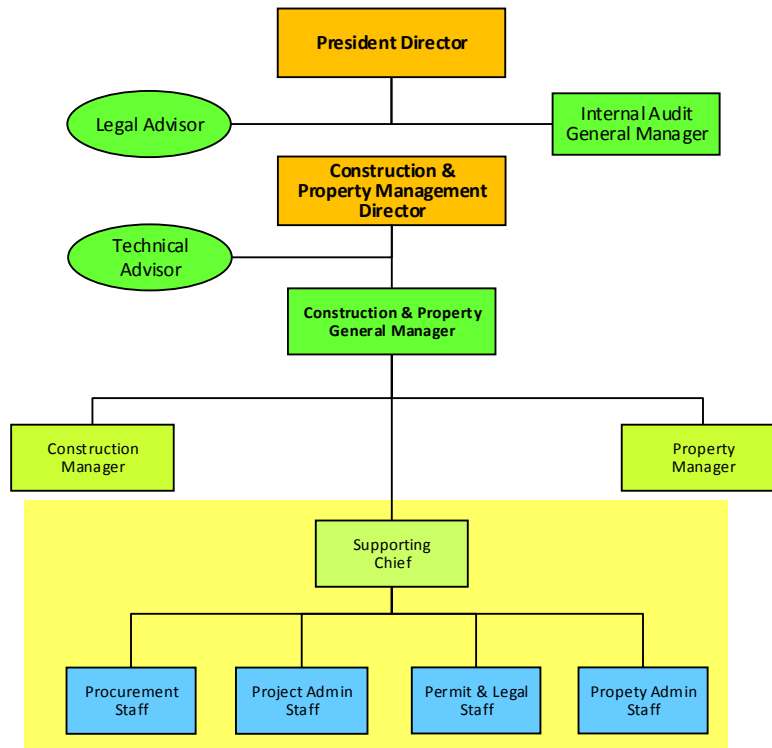 President Director
Legal Advisor
Internal Audit
General Manager
Construction &
Property Management
Director
Technical
Advisor
Construction & Property
General Manager
Construction
Manager
Property
Manager
Supporting
Chief
Procurement
Staff
Project Admin
Staff
Permit & Legal
Staff
Propety Admin
Staff